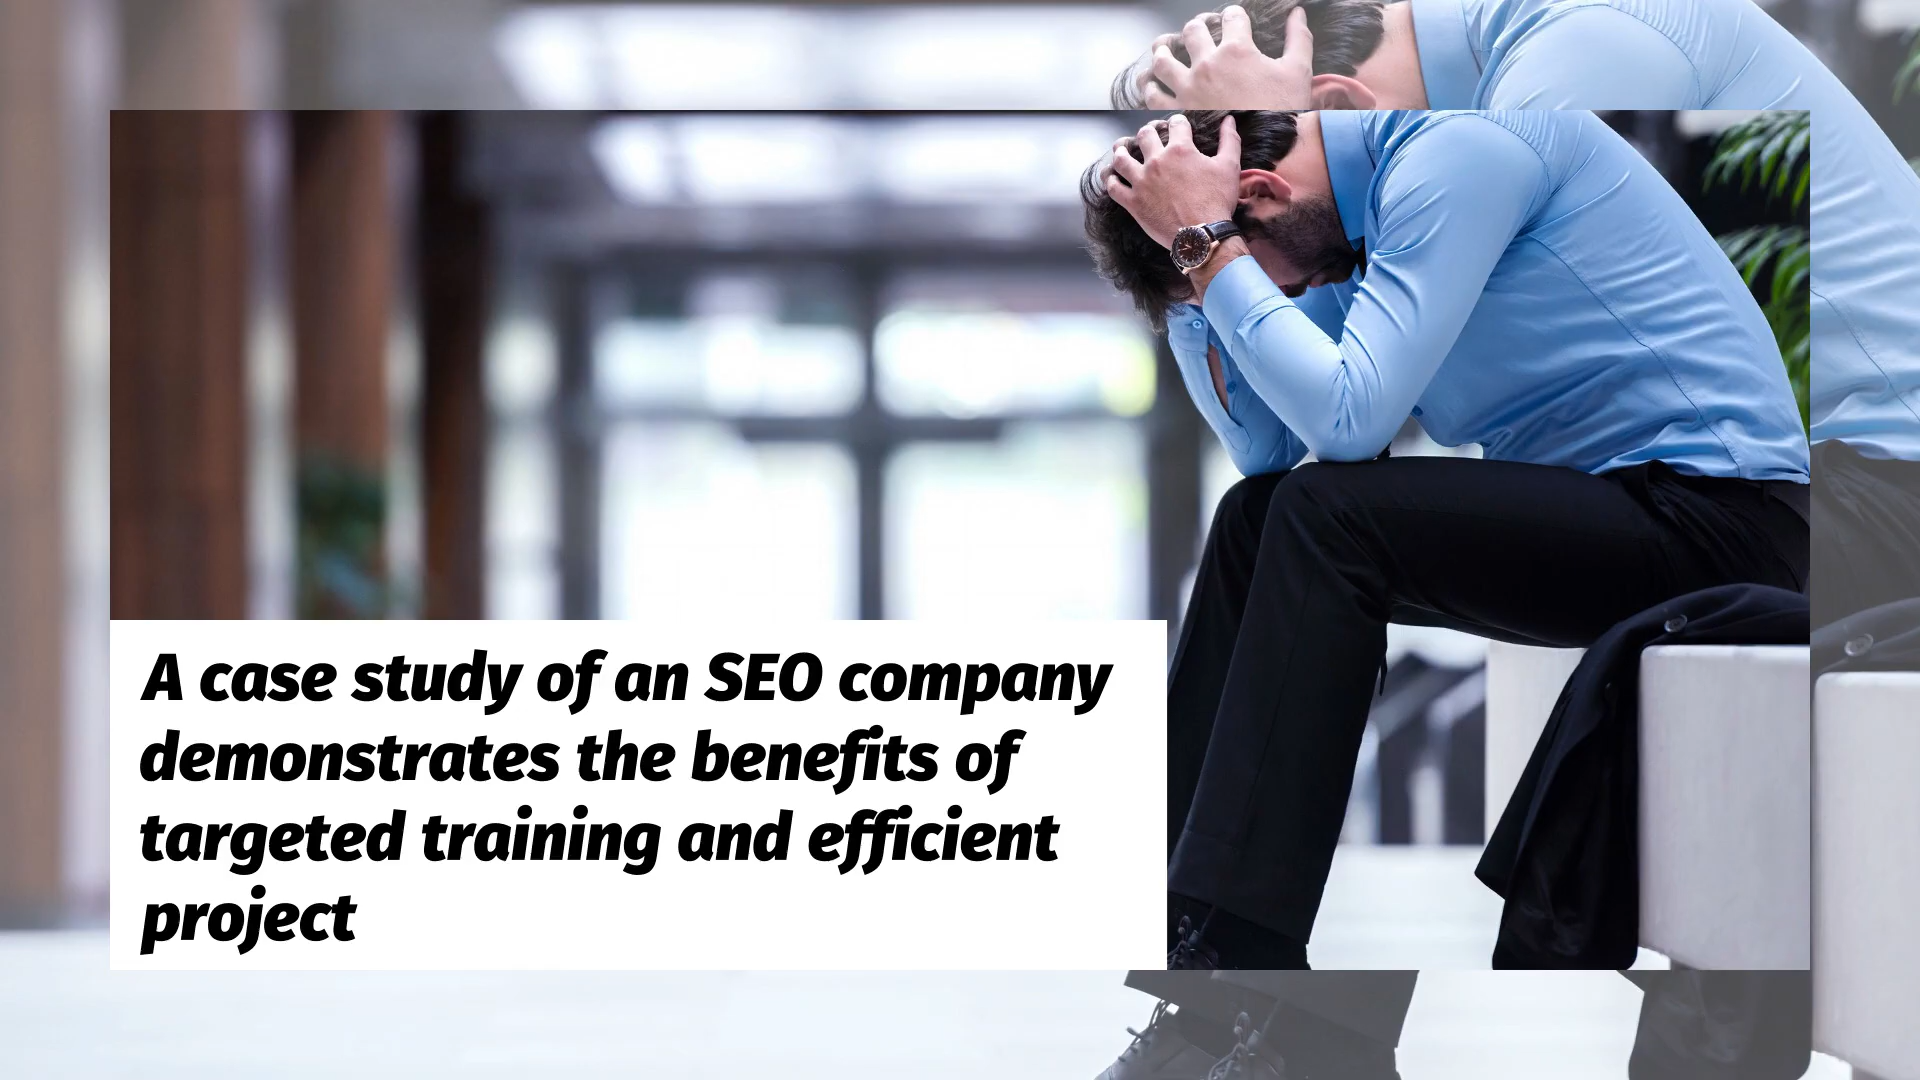 A case study of an SEO company
demonstrates the benefits of
targeted training and efficient
project